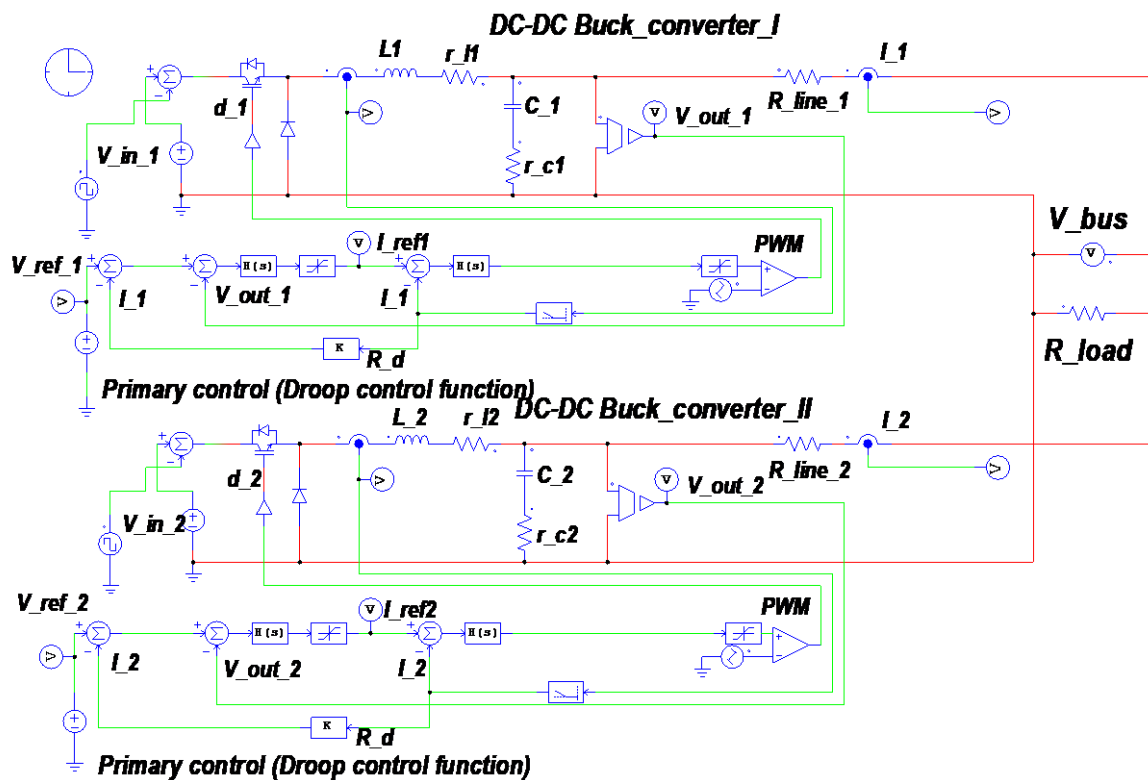 DC-DC Buck_converter_I
L1
r_l1
I_1
d_1
C_1
R_line_1
V_out_1
V_in_1
r_c1
V_bus
V_ref_1
I_ref1
PWM
H(s)
H(s)
I_1
V_out_1
I_1
K
R_d
R_load
Primary control (Droop control function)
DC-DC Buck_converter_II
L_2
r_l2
I_2
d_2
C_2
R_line_2
V_out_2
V_in_2
r_c2
V_ref_2
I_ref2
PWM
H(s)
H(s)
I_2
V_out_2
I_2
K
R_d
Primary control (Droop control function)